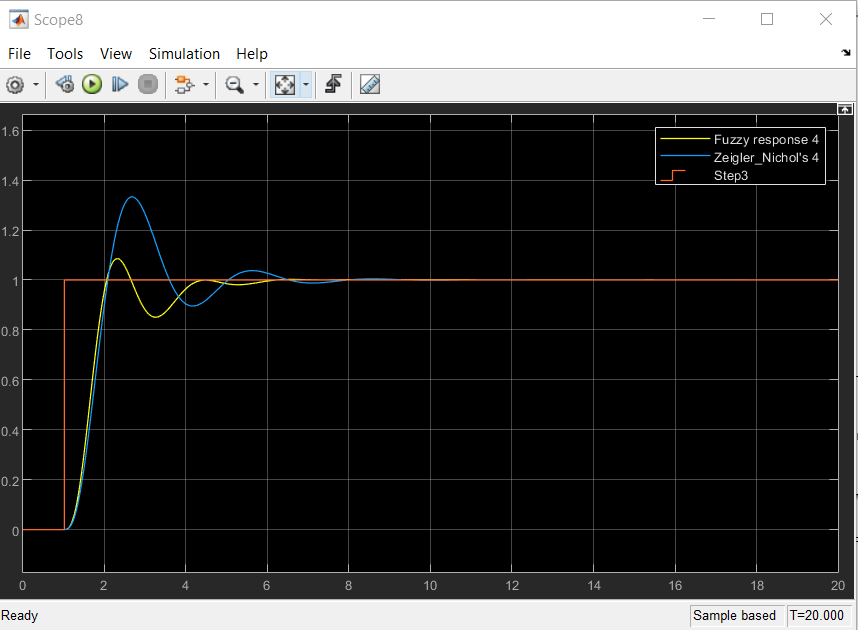 Scope8
File Tools View Simulation Help
Fuzzy response 4
Zeigler_Nichol's 4
Step3
1.6
1.4
1.2
1
0.8
0.6
0.4
0.2
0
0 2 4 6 8 10 12 14 16 18 20
Ready Sample based T=20.000